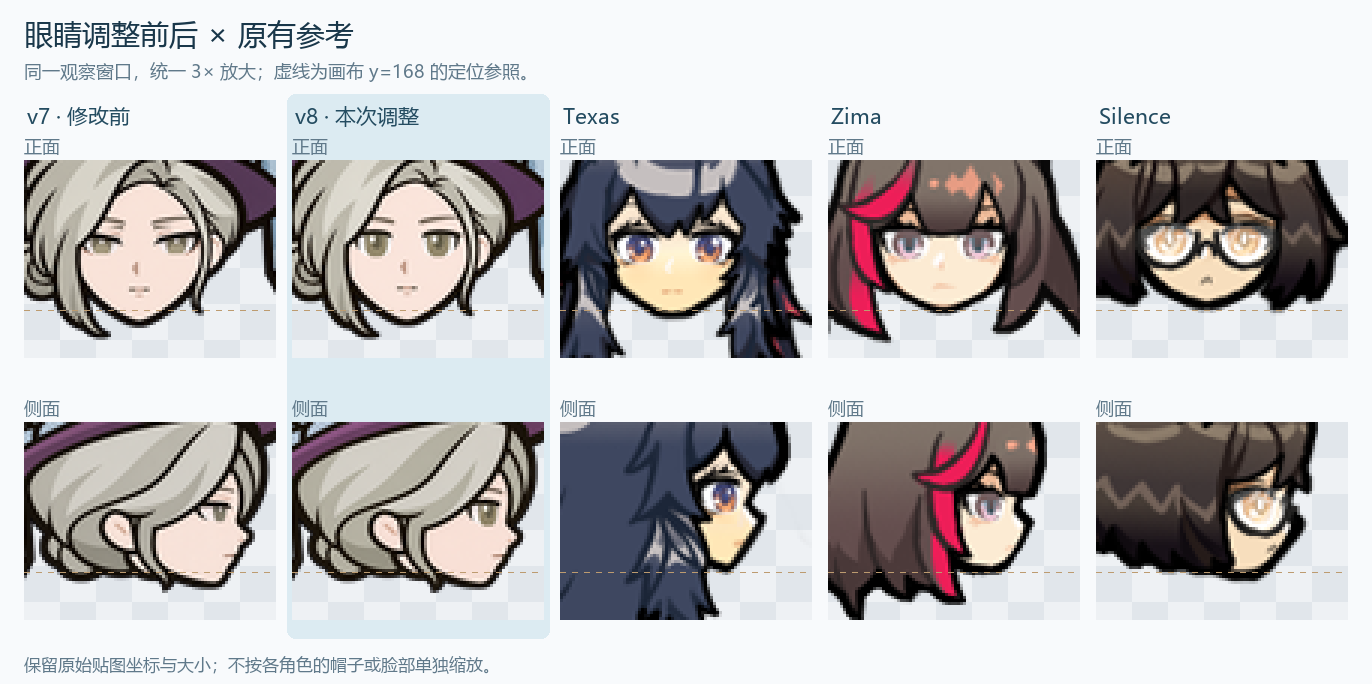 眼睛调整前后 × 原有参考
同一观察窗口，统一 3× 放大；虚线为画布 y=168 的定位参照。
v7 · 修改前
正面
v8 · 本次调整
正面
Texas
正面
Zima
正面
Silence
正面
侧面
侧面
侧面
侧面
侧面
保留原始贴图坐标与大小；不按各角色的帽子或脸部单独缩放。